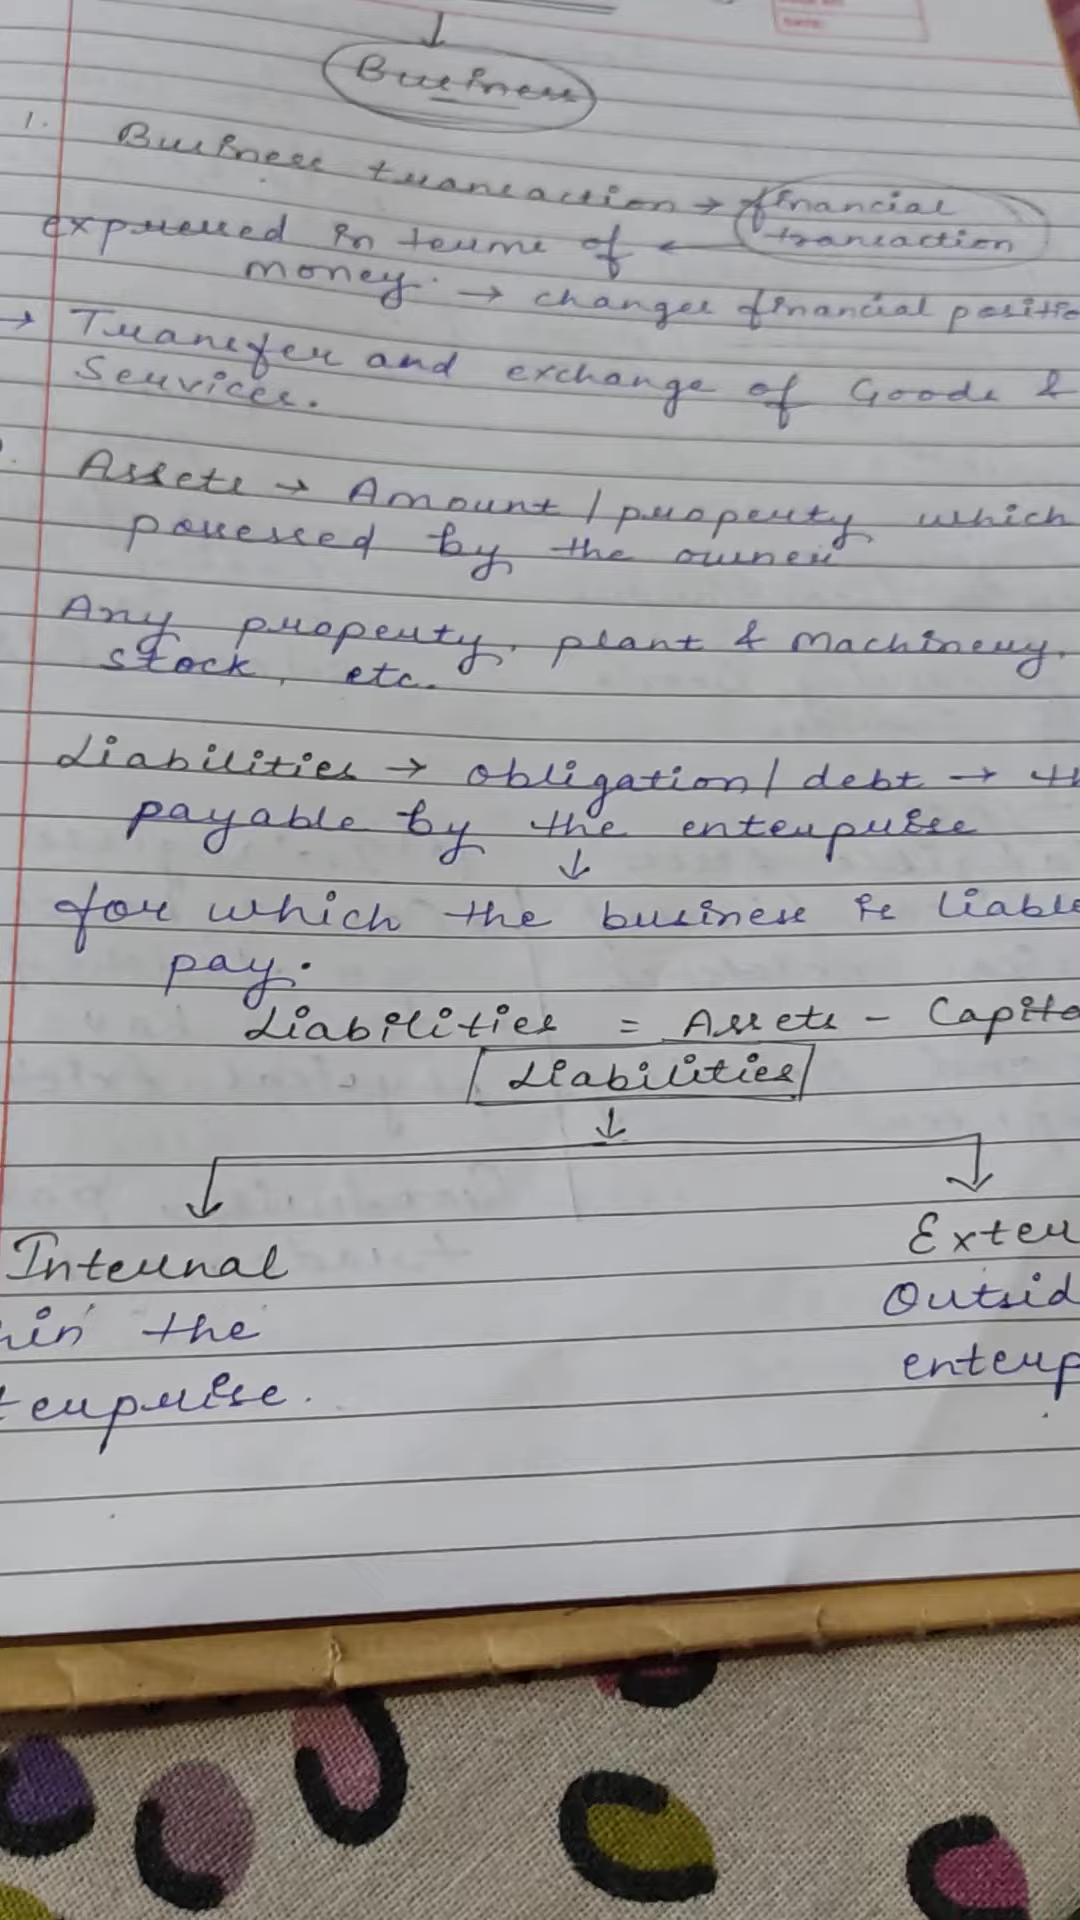 Business
1. Business transaction → financial
transaction
expressed in terms of ←
money. → changes financial positio
→ Transfer and exchange of Goods &
Services.
Assets → Amount / property which
possessed by the owner
Any property, plant & Machinery,
stock, etc.
Liabilities → obligation / debt → th
payable by the enterprise
↓
for which the business is liable
pay.
Liabilities = Assets - Capita
Liabilities
↓
Internal Exter
hin the Outsid
terprise. enterp